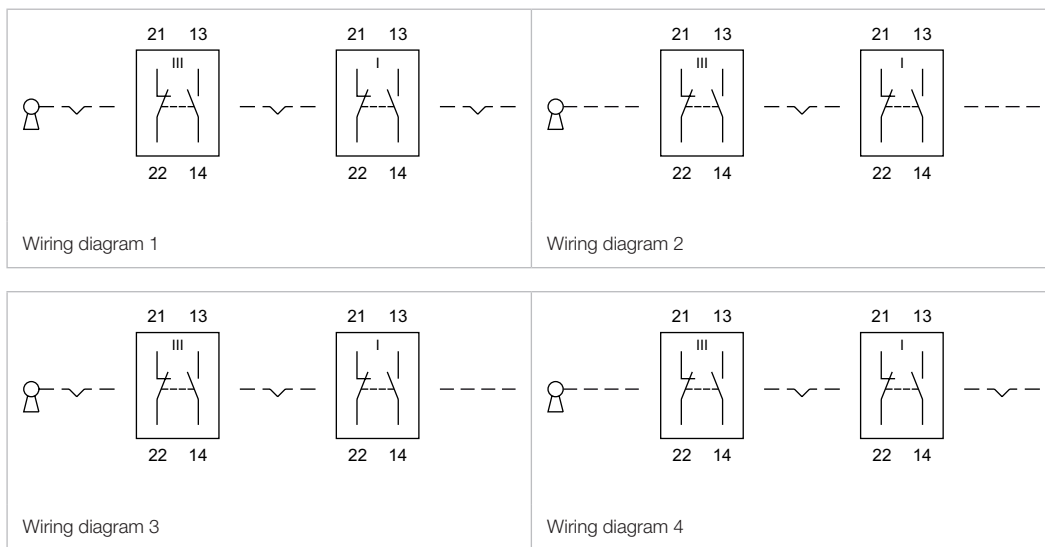 21 13 21 13 21 13 21 13
III I III I
22 14 22 14 22 14 22 14
Wiring diagram 1 Wiring diagram 2
21 13 21 13 21 13 21 13
III I III I
22 14 22 14 22 14 22 14
Wiring diagram 3 Wiring diagram 4